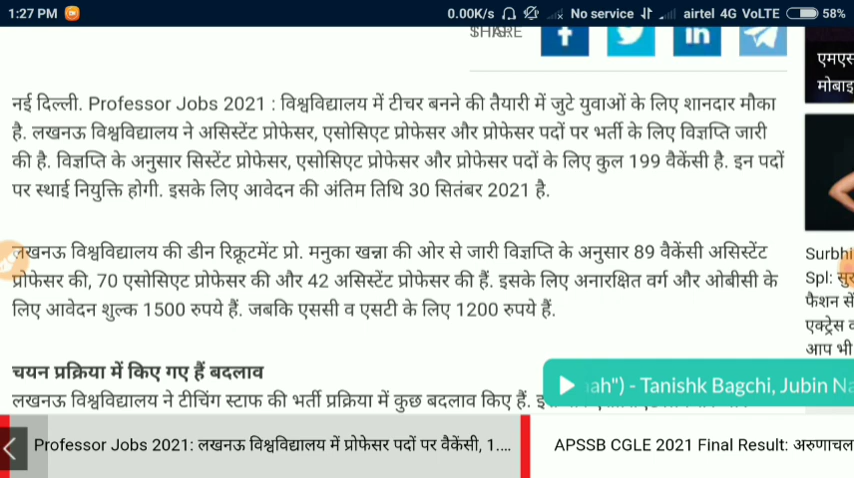 1:27 PM 0.00K/s No service airtel 4G VoLTE 58%
SHARE
एमएस
मोबाइ
नई दिल्ली. Professor Jobs 2021 : विश्वविद्यालय में टीचर बनने की तैयारी में जुटे युवाओं के लिए शानदार मौका
है. लखनऊ विश्वविद्यालय ने असिस्टेंट प्रोफेसर, एसोसिएट प्रोफेसर और प्रोफेसर पदों पर भर्ती के लिए विज्ञप्ति जारी
की है. विज्ञप्ति के अनुसार सिस्टेंट प्रोफेसर, एसोसिएट प्रोफेसर और प्रोफेसर पदों के लिए कुल 199 वैकेंसी है. इन पदों
पर स्थाई नियुक्ति होगी. इसके लिए आवेदन की अंतिम तिथि 30 सितंबर 2021 है.
लखनऊ विश्वविद्यालय की डीन रिक्रूटमेंट प्रो. मनुका खन्ना की ओर से जारी विज्ञप्ति के अनुसार 89 वैकेंसी असिस्टेंट
प्रोफेसर की, 70 एसोसिएट प्रोफेसर की और 42 असिस्टेंट प्रोफेसर की हैं. इसके लिए अनारक्षित वर्ग और ओबीसी के
लिए आवेदन शुल्क 1500 रुपये हैं. जबकि एससी व एसटी के लिए 1200 रुपये हैं.
Surbhi
Spl: सुर
फैशन सें
एक्ट्रेस
आप भी
चयन प्रक्रिया में किए गए हैं बदलाव
लखनऊ विश्वविद्यालय ने टीचिंग स्टाफ की भर्ती प्रक्रिया में कुछ बदलाव किए हैं.
nah") - Tanishk Bagchi, Jubin Na
Professor Jobs 2021: लखनऊ विश्वविद्यालय में प्रोफेसर पदों पर वैकेंसी, 1....
APSSB CGLE 2021 Final Result: अरुणाचल